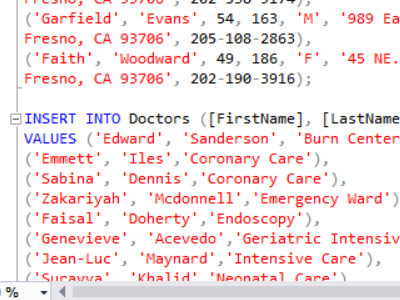 Fresno, CA 93706', 202-338-9174),
('Garfield', 'Evans', 54, 163, 'M', '989 Ea
Fresno, CA 93706', 205-108-2863),
('Faith', 'Woodward', 49, 186, 'F', '45 NE.
Fresno, CA 93706', 202-190-3916);
INSERT INTO Doctors ([FirstName], [LastName
VALUES ('Edward', 'Sanderson', 'Burn Center
('Emmett', 'Iles','Coronary Care'),
('Sabina', 'Dennis','Coronary Care'),
('Zakariyah', 'Mcdonnell','Emergency Ward')
('Faisal', 'Doherty','Endoscopy'),
('Genevieve', 'Acevedo','Geriatric Intensiv
('Jean-Luc', 'Maynard','Intensive Care'),
('Surayya', 'Khalid','Neonatal Care')
%